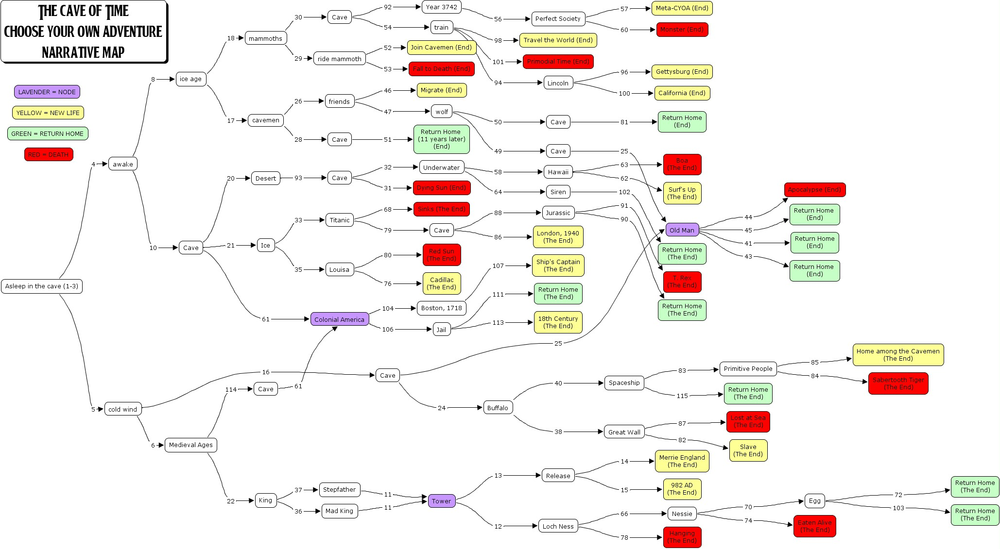 THE CAVE OF TIME
CHOOSE YOUR OWN ADVENTURE
NARRATIVE MAP
LAVENDER = NODE
YELLOW = NEW LIFE
GREEN = RETURN HOME
RED = DEATH
Asleep in the cave (1-3)
4
awake
5
cold wind
8
ice age
10
Cave
18
mammoths
17
cavemen
30
Cave
29
ride mammoth
92
Year 3742
54
train
56
Perfect Society
57
Meta-CYOA (End)
60
Monster (End)
98
Travel the World (End)
101
Primodial Time (End)
94
Lincoln
96
Gettysburg (End)
100
California (End)
52
Join Cavemen (End)
53
Fall to Death (End)
26
friends
28
Cave
46
Migrate (End)
47
wolf
50
Cave
81
Return Home
(End)
49
Cave
25
51
Return Home
(11 years later)
(End)
20
Desert
93
Cave
32
Underwater
31
Dying Sun (End)
58
Hawaii
63
Boa
(The End)
62
Surf's Up
(The End)
64
Siren
102
Return Home
(The End)
21
Ice
33
Titanic
68
Sinks (The End)
79
Cave
88
Jurassic
91
T. Rex
(The End)
90
Return Home
(The End)
86
London, 1940
(The End)
35
Louisa
80
Red Sun
(The End)
76
Cadillac
(The End)
61
Colonial America
104
Boston, 1718
107
Ship's Captain
(The End)
106
Jail
111
Return Home
(The End)
113
18th Century
(The End)
Old Man
44
Apocalypse (End)
45
Return Home
(End)
41
Return Home
(End)
43
Return Home
(End)
16
Cave
25
24
Buffalo
40
Spaceship
83
Primitive People
85
Home among the Cavemen
(The End)
84
Sabertooth Tiger
(The End)
115
Return Home
(The End)
38
Great Wall
87
Lost at Sea
(The End)
82
Slave
(The End)
6
Medieval Ages
114
Cave
61
22
King
37
Stepfather
11
36
Mad King
11
Tower
13
Release
14
Merrie England
(The End)
15
982 AD
(The End)
12
Loch Ness
66
Nessie
70
Egg
72
Return Home
(The End)
103
Return Home
(The End)
74
Eaten Alive
(The End)
78
Hanging
(The End)